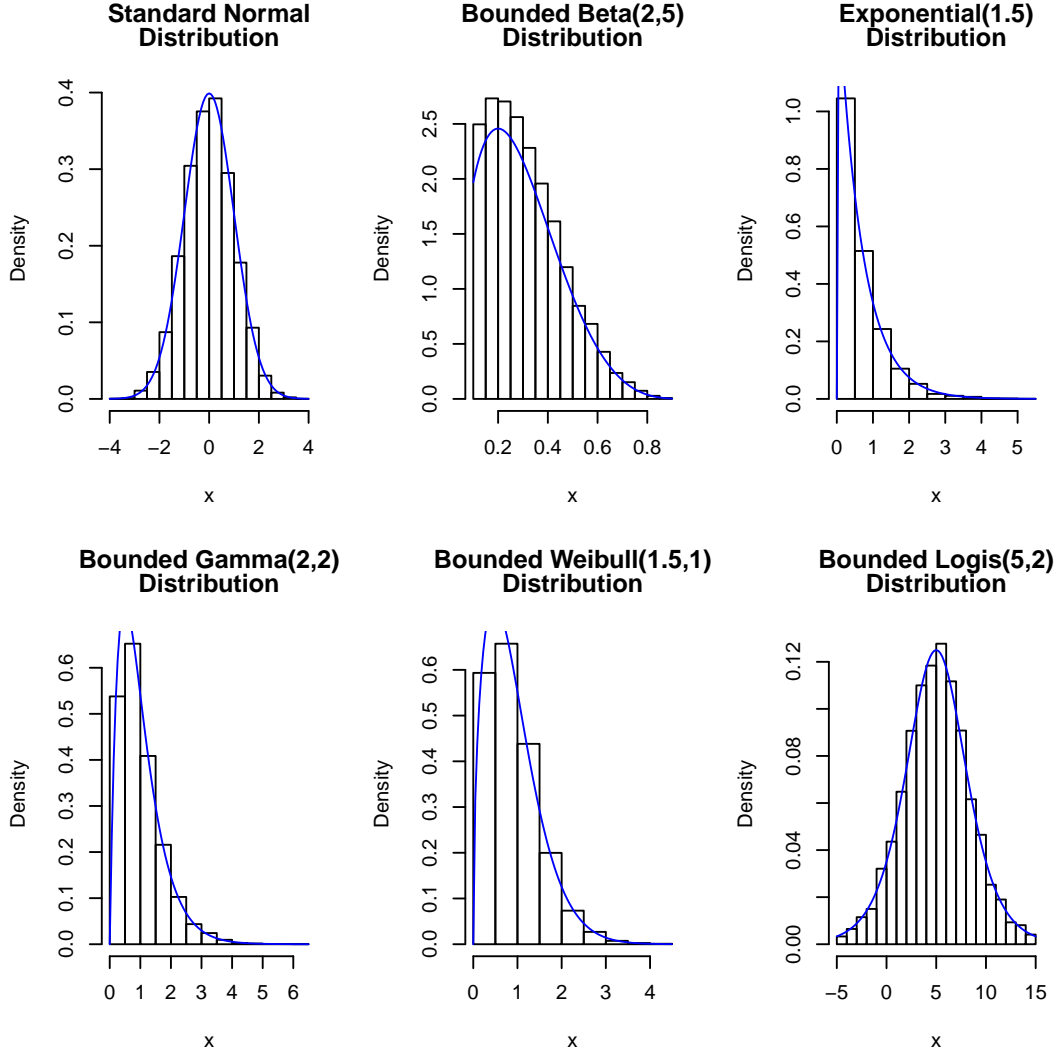 Standard Normal
Distribution
Density
0.0 0.1 0.2 0.3 0.4
−4 −2 0 2 4
x
Bounded Beta(2,5)
Distribution
Density
0.0 0.5 1.0 1.5 2.0 2.5
0.2 0.4 0.6 0.8
x
Exponential(1.5)
Distribution
Density
0.0 0.2 0.4 0.6 0.8 1.0
0 1 2 3 4 5
x
Bounded Gamma(2,2)
Distribution
Density
0.0 0.1 0.2 0.3 0.4 0.5 0.6
0 1 2 3 4 5 6
x
Bounded Weibull(1.5,1)
Distribution
Density
0.0 0.1 0.2 0.3 0.4 0.5 0.6
0 1 2 3 4
x
Bounded Logis(5,2)
Distribution
Density
0.00 0.04 0.08 0.12
−5 0 5 10 15
x